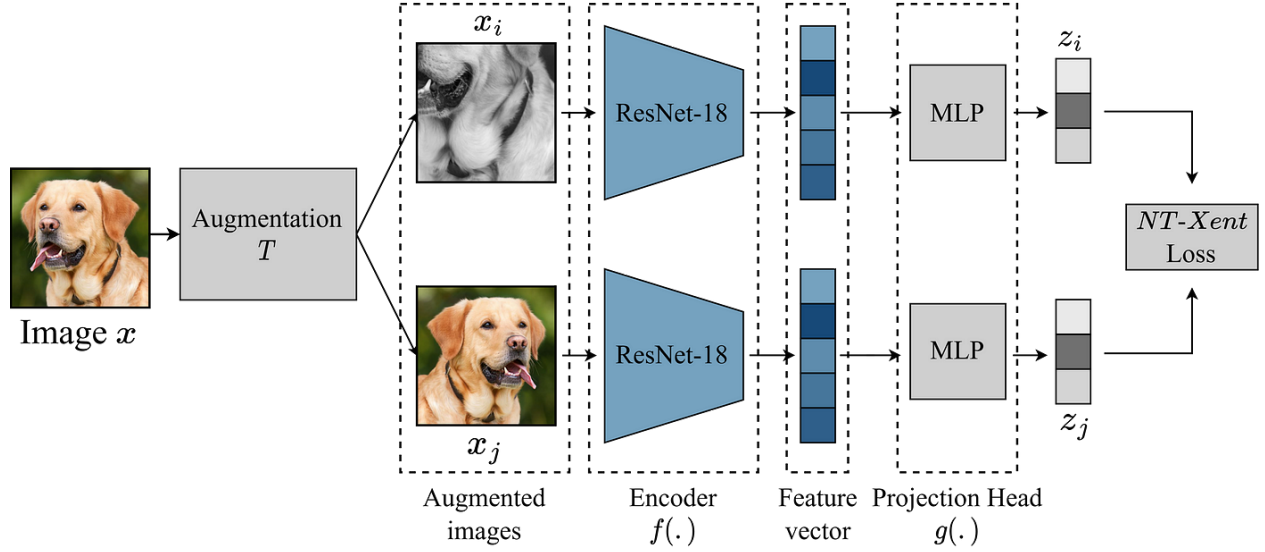 x_i
z_i
ResNet-18
MLP
Augmentation
T
NT-Xent
Loss
Image x
ResNet-18
MLP
x_j
z_j
Augmented
images
Encoder
f(.)
Feature
vector
Projection Head
g(.)